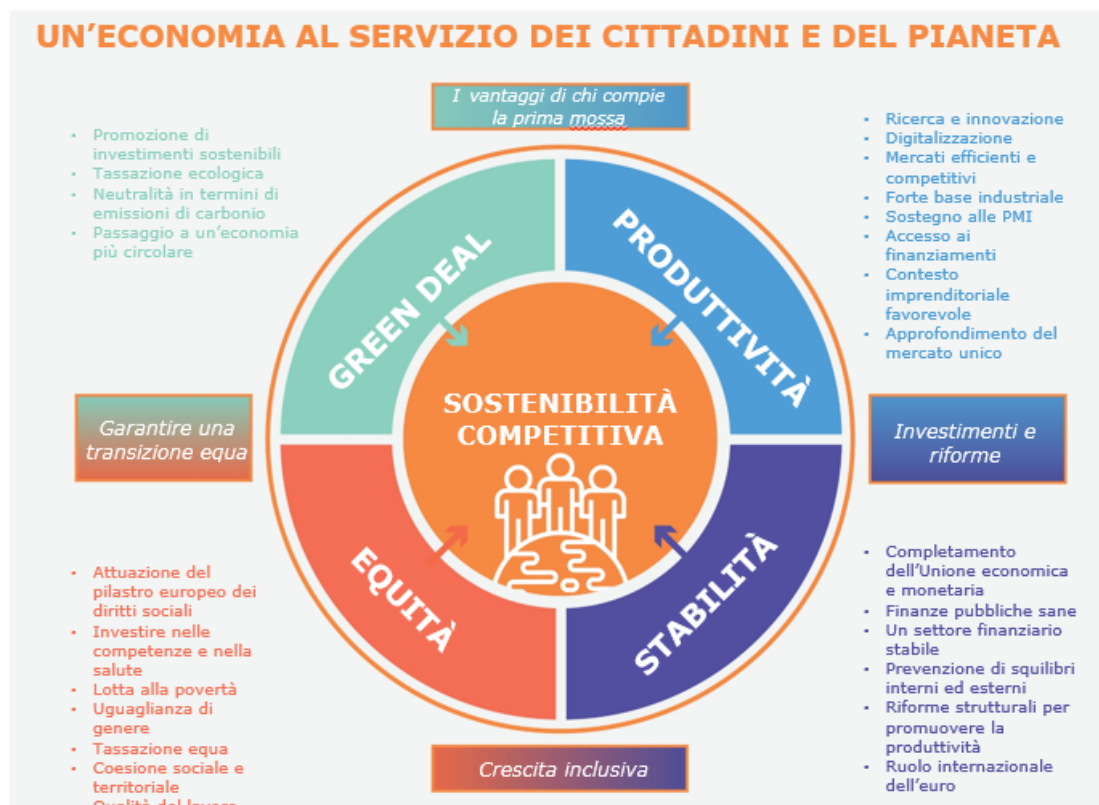 UN'ECONOMIA AL SERVIZIO DEI CITTADINI E DEL PIANETA
I vantaggi di chi compie
la prima mossa
▪ Promozione di
investimenti sostenibili
▪ Tassazione ecologica
▪ Neutralità in termini di
emissioni di carbonio
▪ Passaggio a un'economia
più circolare
▪ Ricerca e innovazione
▪ Digitalizzazione
▪ Mercati efficienti e
competitivi
▪ Forte base industriale
▪ Sostegno alle PMI
▪ Accesso ai
finanziamenti
▪ Contesto
imprenditoriale
favorevole
▪ Approfondimento del
mercato unico
GREEN DEAL
PRODUTTIVITÀ
SOSTENIBILITÀ
COMPETITIVA
Garantire una
transizione equa
Investimenti e
riforme
EQUITÀ
STABILITÀ
▪ Attuazione del
pilastro europeo dei
diritti sociali
▪ Investire nelle
competenze e nella
salute
▪ Lotta alla povertà
▪ Uguaglianza di
genere
▪ Tassazione equa
▪ Coesione sociale e
territoriale
▪ Qualità del lavoro
▪ Completamento
dell'Unione economica
e monetaria
▪ Finanze pubbliche sane
▪ Un settore finanziario
stabile
▪ Prevenzione di squilibri
interni ed esterni
▪ Riforme strutturali per
promuovere la
produttività
▪ Ruolo internazionale
dell'euro
Crescita inclusiva